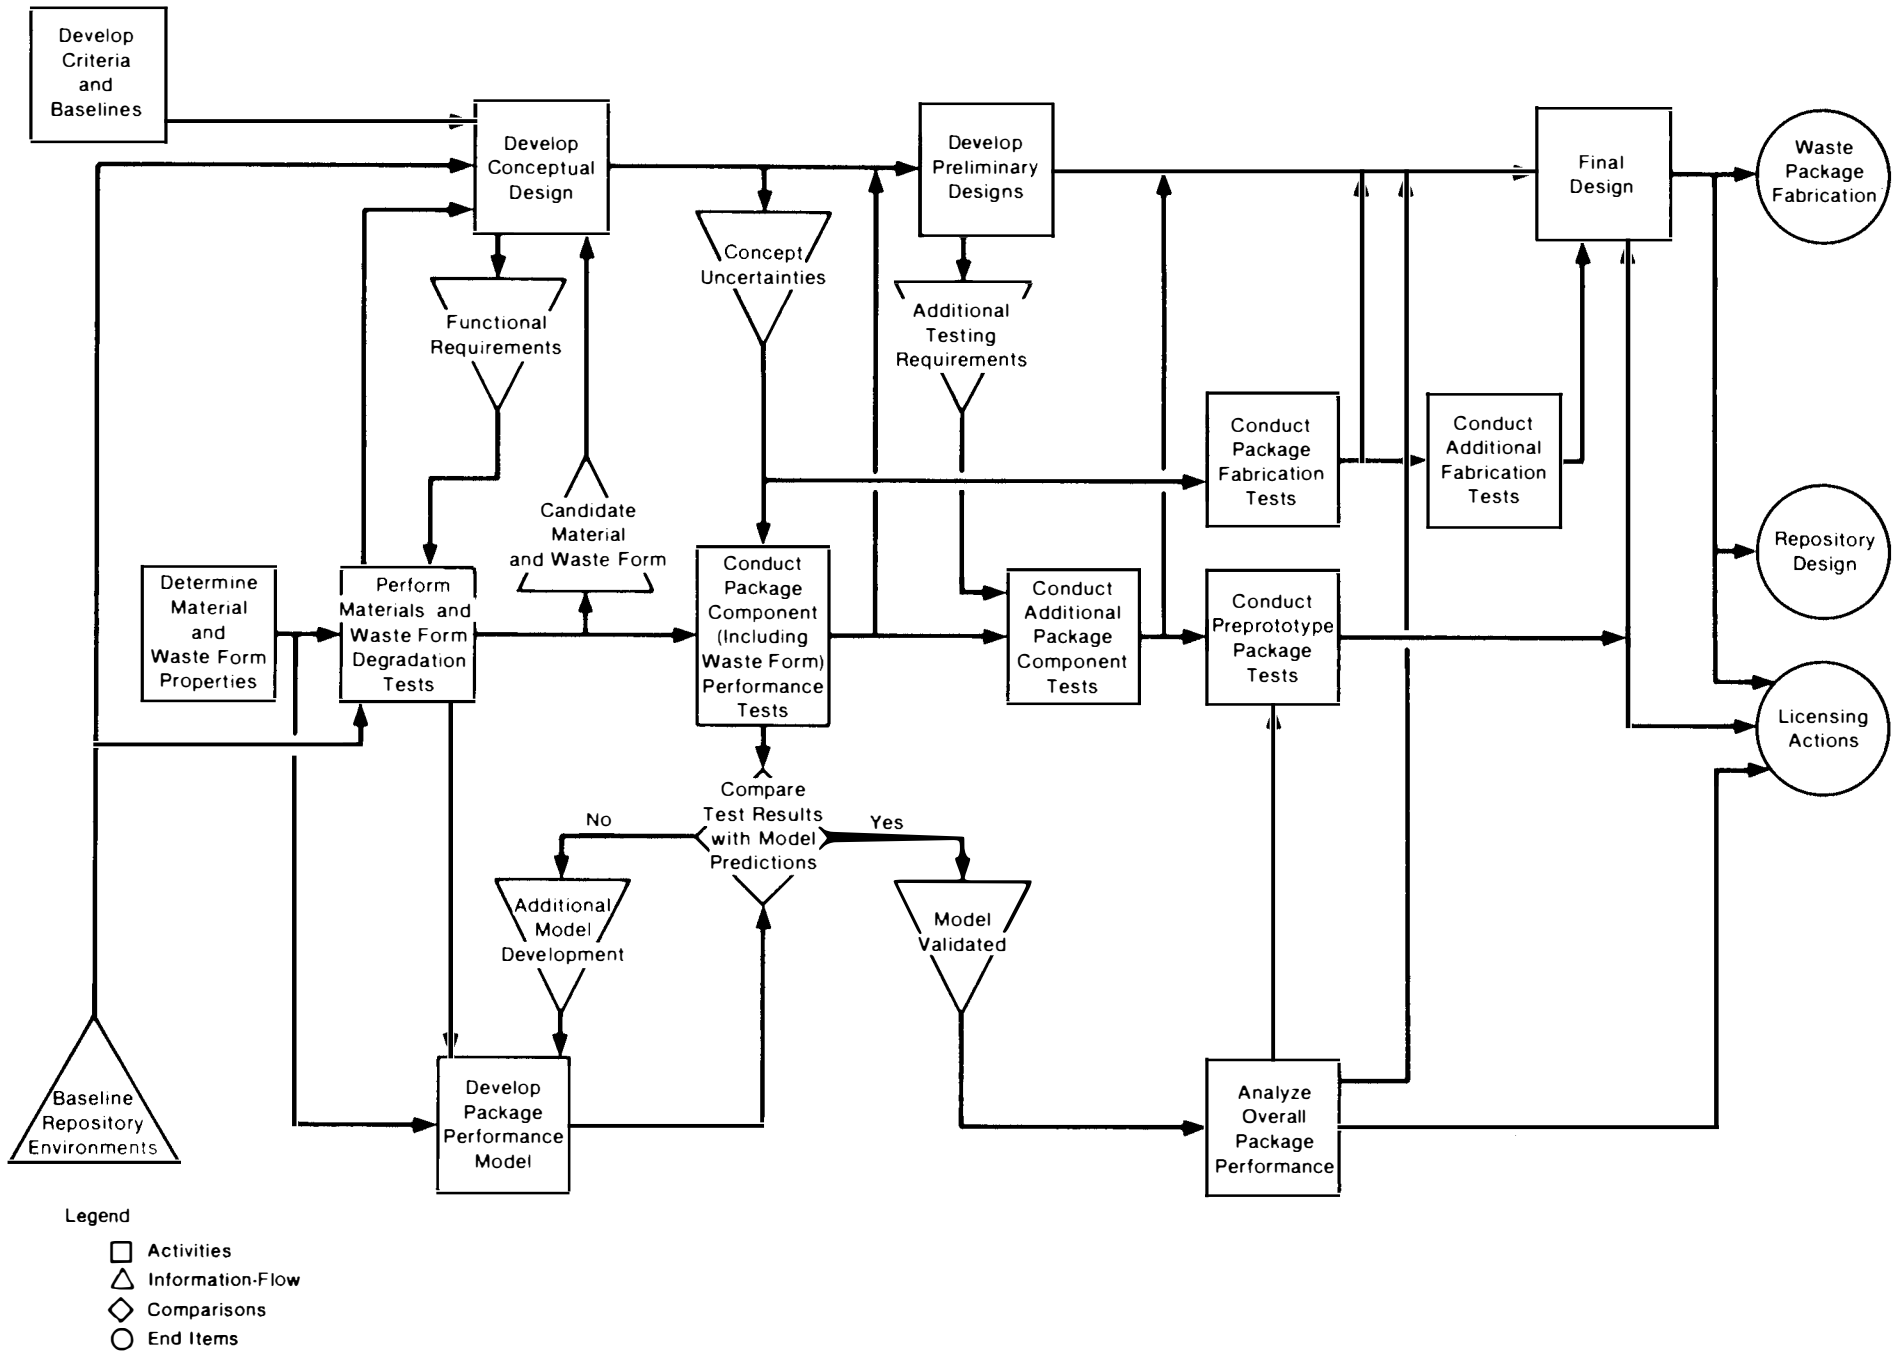 Develop
Criteria
and
Baselines
Develop
Conceptual
Design
Develop
Preliminary
Designs
Final
Design
Waste
Package
Fabrication
Concept
Uncertainties
Functional
Requirements
Additional
Testing
Requirements
Conduct
Package
Fabrication
Tests
Conduct
Additional
Fabrication
Tests
Candidate
Material
and Waste Form
Repository
Design
Determine
Material
and
Waste Form
Properties
Perform
Materials and
Waste Form
Degradation
Tests
Conduct
Package
Component
(Including
Waste Form)
Performance
Tests
Conduct
Additional
Package
Component
Tests
Conduct
Preprototype
Package
Tests
Licensing
Actions
Compare
Test Results
with Model
Predictions
No
Yes
Additional
Model
Development
Model
Validated
Baseline
Repository
Environments
Develop
Package
Performance
Model
Analyze
Overall
Package
Performance
Legend
Activities
Information-Flow
Comparisons
End Items